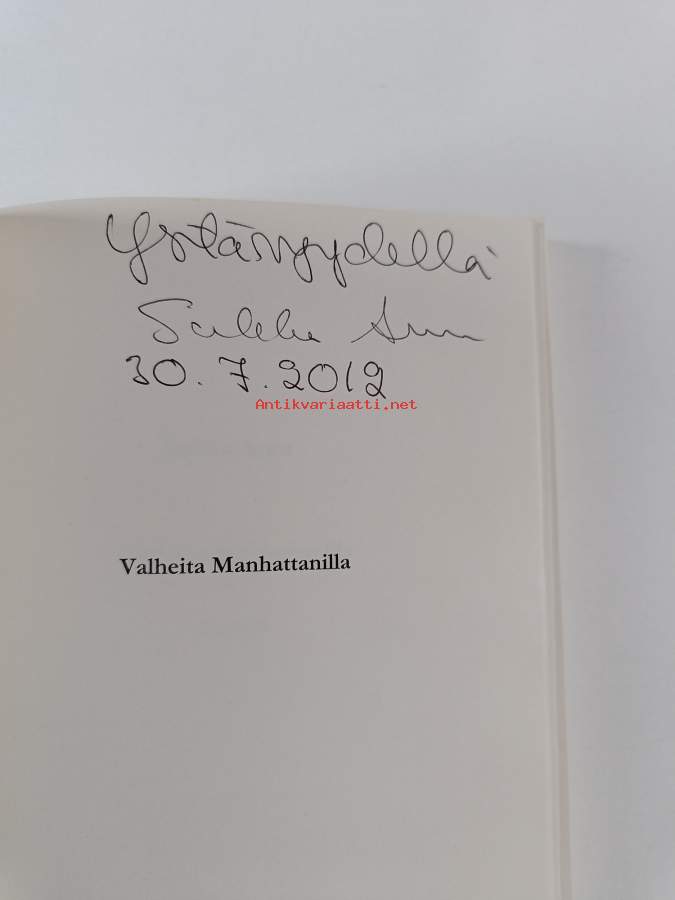 Ystävyydellä
30.7.2012
Antikvariaatti.net
Valheita Manhattanilla